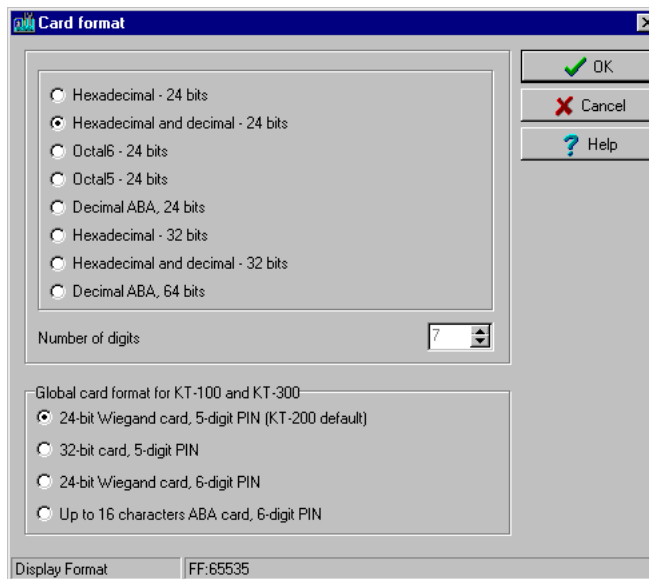 Card format
OK
Hexadecimal - 24 bits
Cancel
Hexadecimal and decimal - 24 bits
Help
Octal6 - 24 bits
Octal5 - 24 bits
Decimal ABA, 24 bits
Hexadecimal - 32 bits
Hexadecimal and decimal - 32 bits
Decimal ABA, 64 bits
Number of digits 7
Global card format for KT-100 and KT-300
24-bit Wiegand card, 5-digit PIN (KT-200 default)
32-bit card, 5-digit PIN
24-bit Wiegand card, 6-digit PIN
Up to 16 characters ABA card, 6-digit PIN
Display Format FF:65535